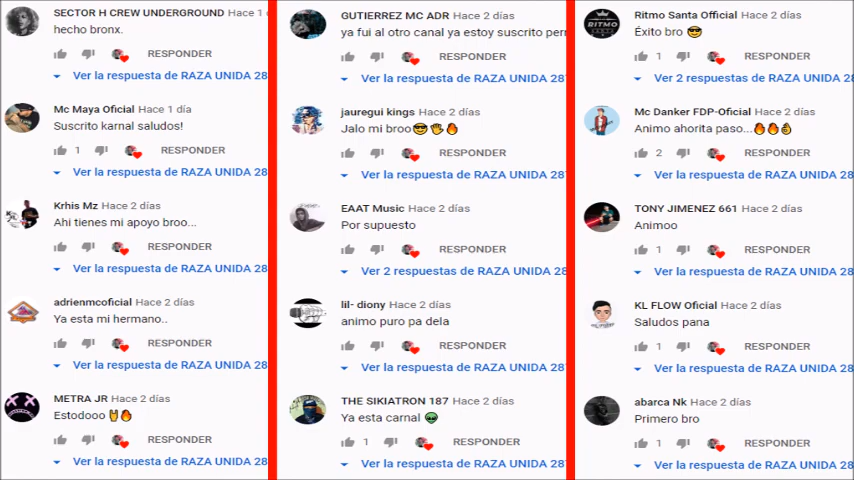 SECTOR H CREW UNDERGROUND Hace 1
hecho bronx.
RESPONDER
Ver la respuesta de RAZA UNIDA 28
Mc Maya Oficial Hace 1 día
Suscrito karnal saludos!
1 RESPONDER
Ver la respuesta de RAZA UNIDA 28
Krhis Mz Hace 2 días
Ahi tienes mi apoyo broo...
RESPONDER
Ver la respuesta de RAZA UNIDA 28
adrienmcoficial Hace 2 días
Ya esta mi hermano..
RESPONDER
Ver la respuesta de RAZA UNIDA 28
METRA JR Hace 2 días
Estodooo 🤘🔥
RESPONDER
Ver la respuesta de RAZA UNIDA 28
GUTIERREZ MC ADR Hace 2 días
ya fui al otro canal ya estoy suscrito perr
RESPONDER
Ver la respuesta de RAZA UNIDA 28
jauregui kings Hace 2 días
Jalo mi broo😎🖐🔥
RESPONDER
Ver la respuesta de RAZA UNIDA 28
EAAT Music Hace 2 días
Por supuesto
RESPONDER
Ver 2 respuestas de RAZA UNIDA 28
lil- diony Hace 2 días
animo puro pa dela
RESPONDER
Ver la respuesta de RAZA UNIDA 28
THE SIKIATRON 187 Hace 2 días
Ya esta carnal 👽
1 RESPONDER
Ver la respuesta de RAZA UNIDA 28
Ritmo Santa Official Hace 2 días
Éxito bro 😎
1 RESPONDER
Ver 2 respuestas de RAZA UNIDA 28
Mc Danker FDP-Oficial Hace 2 días
Animo ahorita paso...🔥🔥👌
2 RESPONDER
Ver la respuesta de RAZA UNIDA 28
TONY JIMENEZ 661 Hace 2 días
Animoo
1 RESPONDER
Ver la respuesta de RAZA UNIDA 28
KL FLOW Oficial Hace 2 días
Saludos pana
1 RESPONDER
Ver la respuesta de RAZA UNIDA 28
abarca Nk Hace 2 días
Primero bro
1 RESPONDER
Ver la respuesta de RAZA UNIDA 28
RITMO